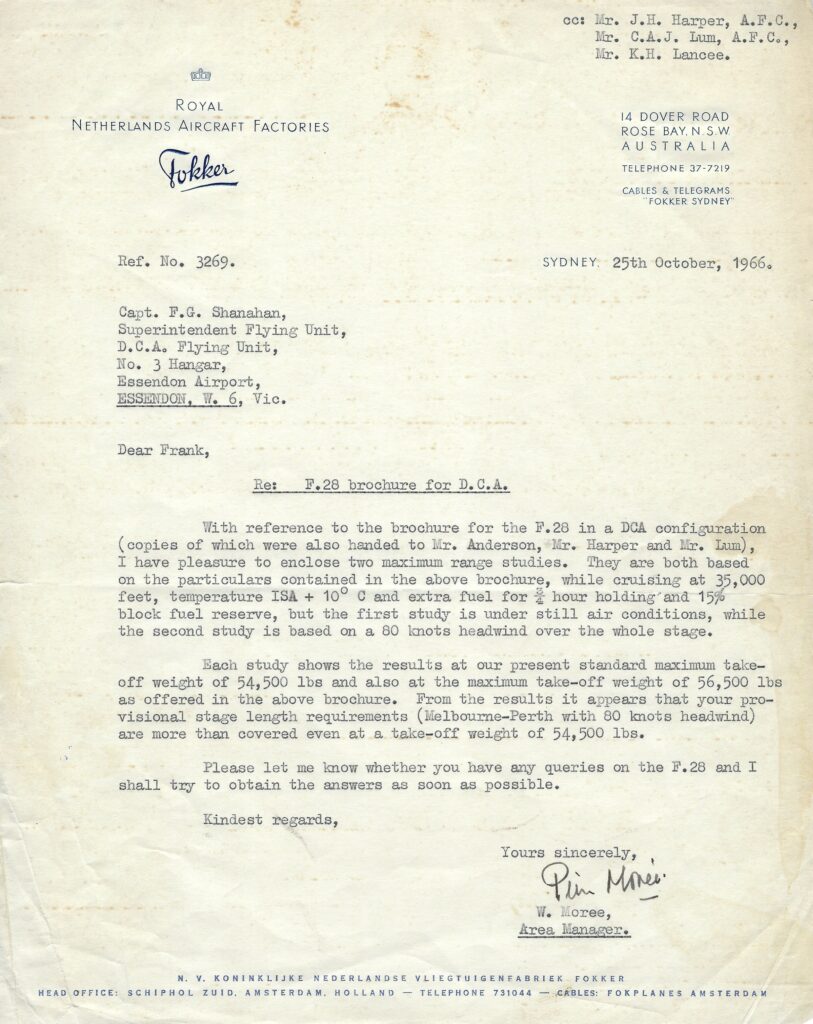 cc: Mr. J.H. Harper, A.F.C.,
Mr. C.A.J. Lum, A.F.C.,
Mr. K.H. Lancee.
ROYAL
NETHERLANDS AIRCRAFT FACTORIES
Fokker
14 DOVER ROAD
ROSE BAY, N.S.W.
AUSTRALIA
TELEPHONE 37-7219
CABLES & TELEGRAMS
"FOKKER SYDNEY"
Ref. No. 3269.
SYDNEY, 25th October, 1966.
Capt. F.G. Shanahan,
Superintendent Flying Unit,
D.C.A. Flying Unit,
No. 3 Hangar,
Essendon Airport,
ESSENDON, W. 6, Vic.
Dear Frank,
Re: F.28 brochure for D.C.A.
With reference to the brochure for the F.28 in a DCA configuration
(copies of which were also handed to Mr. Anderson, Mr. Harper and Mr. Lum),
I have pleasure to enclose two maximum range studies. They are both based
on the particulars contained in the above brochure, while cruising at 35,000
feet, temperature ISA + 10° C and extra fuel for ¾ hour holding and 15%
block fuel reserve, but the first study is under still air conditions, while
the second study is based on a 80 knots headwind over the whole stage.
Each study shows the results at our present standard maximum take-
off weight of 54,500 lbs and also at the maximum take-off weight of 56,500 lbs
as offered in the above brochure. From the results it appears that your pro-
visional stage length requirements (Melbourne-Perth with 80 knots headwind)
are more than covered even at a take-off weight of 54,500 lbs.
Please let me know whether you have any queries on the F.28 and I
shall try to obtain the answers as soon as possible.
Kindest regards,
Yours sincerely,
Pim Morée.
W. Moree,
Area Manager.
N. V. KONINKLIJKE NEDERLANDSE VLIEGTUIGENFABRIEK FOKKER
HEAD OFFICE: SCHIPHOL ZUID, AMSTERDAM, HOLLAND — TELEPHONE 731044 — CABLES: FOKPLANES AMSTERDAM